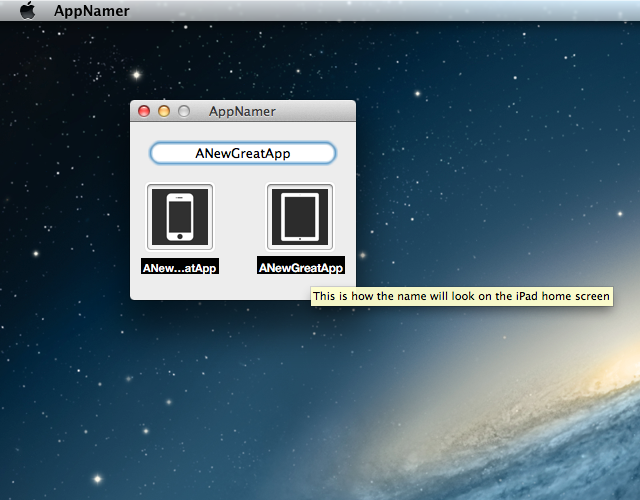 AppNamer
AppNamer
ANewGreatApp
ANew...atApp
ANewGreatApp
This is how the name will look on the iPad home screen